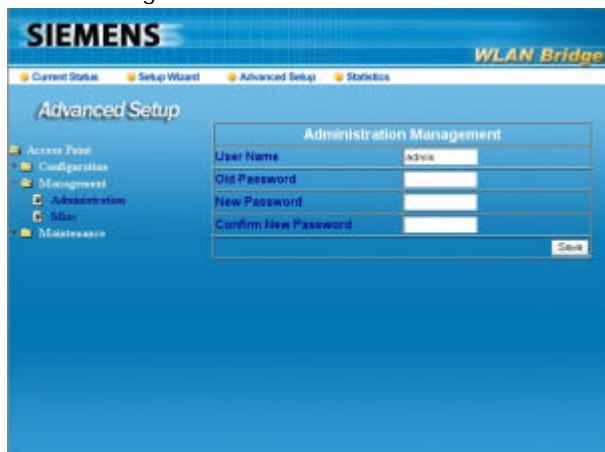 SIEMENS
WLAN Bridge
Current Status
Setup Wizard
Advanced Setup
Statistics
Advanced Setup
Access Point
Configuration
Management
Administration
Misc
Maintenance
Administration Management
User Name
admin
Old Password
New Password
Confirm New Password
Save